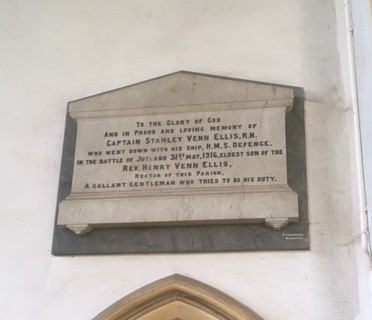 To the Glory of God
and in proud and loving memory of
Captain Stanley Venn Ellis, R.N.
who went down with his ship, H.M.S. Defence,
in the Battle of Jutland 31st May, 1916, eldest son of the
Rev. Henry Venn Ellis,
Rector of this Parish,
A gallant gentleman who tried to do his duty.